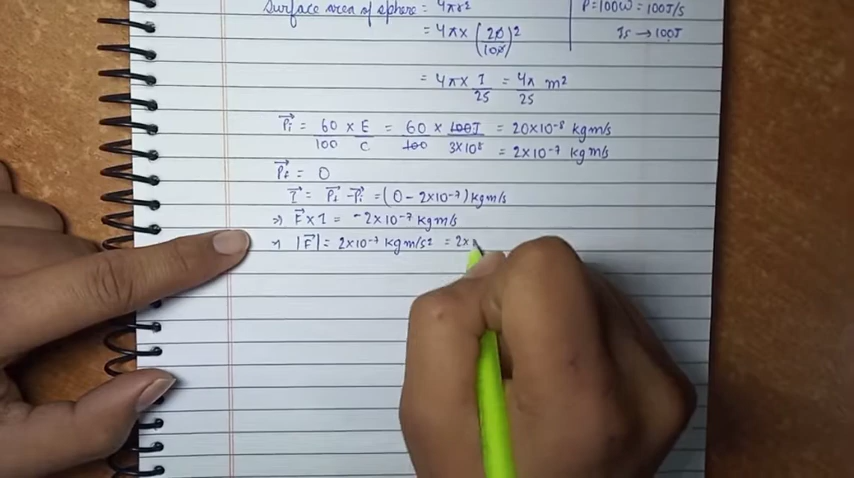 Surface area of sphere = 4πr²
P = 100W = 100J/s
= 4π × (20/100)²
1s → 100J
= 4π × 1/25 = 4π/25 m²
P⃗i = 60/100 × E/C = 60/100 × 100J/3×10⁸ = 20×10⁻⁸ kgm/s
= 2×10⁻⁷ kgm/s
P⃗f = 0
I⃗ = P⃗f - P⃗i = (0 - 2×10⁻⁷) kgm/s
⇒ F⃗ × 1 = -2×10⁻⁷ kgm/s
⇒ |F⃗| = 2×10⁻⁷ kgm/s² = 2×